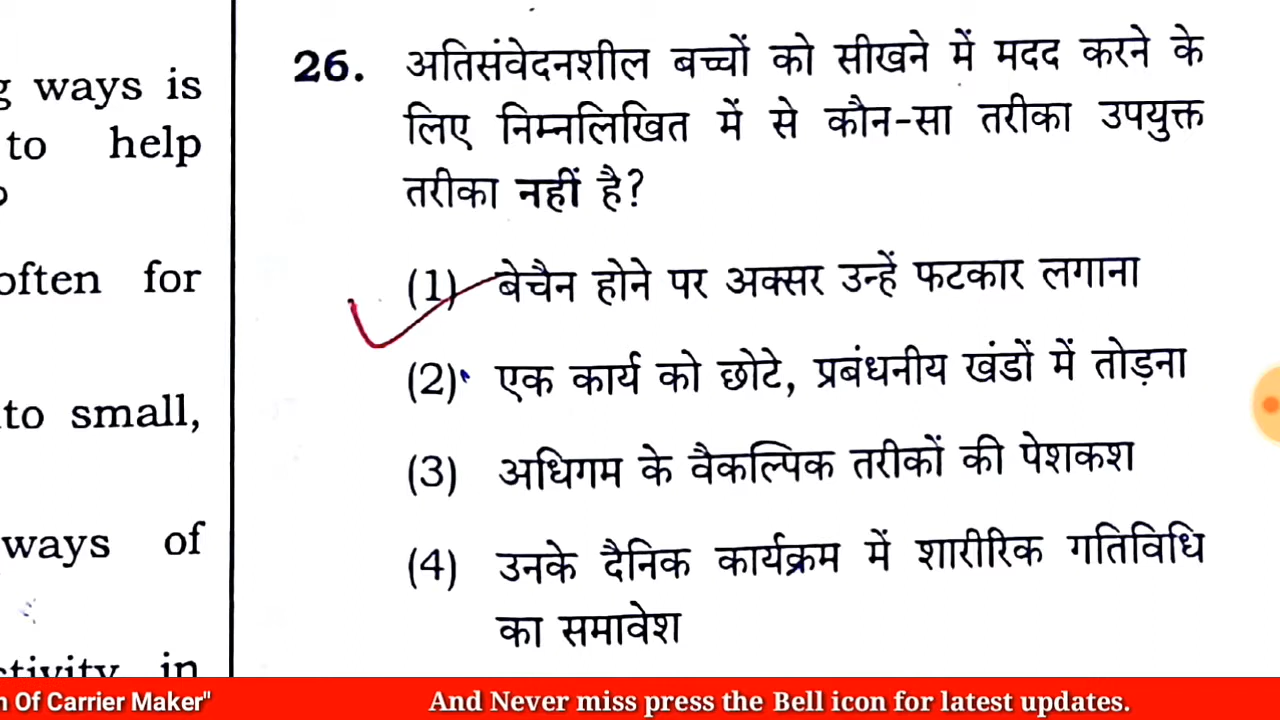 g ways is
to help
often for
to small,
ways of
ctivity in
26. अतिसंवेदनशील बच्चों को सीखने में मदद करने के
लिए निम्नलिखित में से कौन-सा तरीका उपयुक्त
तरीका नहीं है?
(1) बेचैन होने पर अक्सर उन्हें फटकार लगाना
(2) एक कार्य को छोटे, प्रबंधनीय खंडों में तोड़ना
(3) अधिगम के वैकल्पिक तरीकों की पेशकश
(4) उनके दैनिक कार्यक्रम में शारीरिक गतिविधि
का समावेश
n Of Carrier Maker" And Never miss press the Bell icon for latest updates.